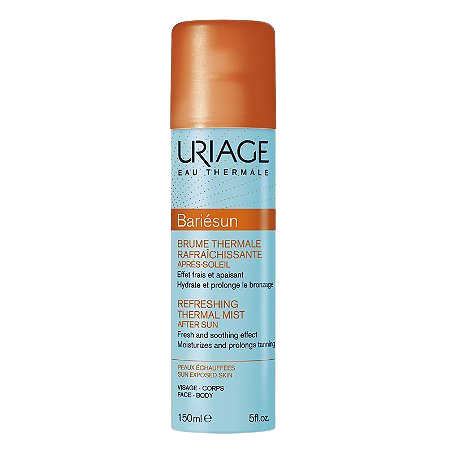 URIAGE
EAU THERMALE
Bariésun
BRUME THERMALE
RAFRAÎCHISSANTE
APRÈS-SOLEIL
Effet frais et apaisant
Hydrate et prolonge le bronzage
REFRESHING
THERMAL MIST
AFTER SUN
Fresh and soothing effect
Moisturizes and prolongs tanning
PEAUX ÉCHAUFFÉES
SUN EXPOSED SKIN
VISAGE - CORPS
FACE - BODY
150ml e 5fl.oz.